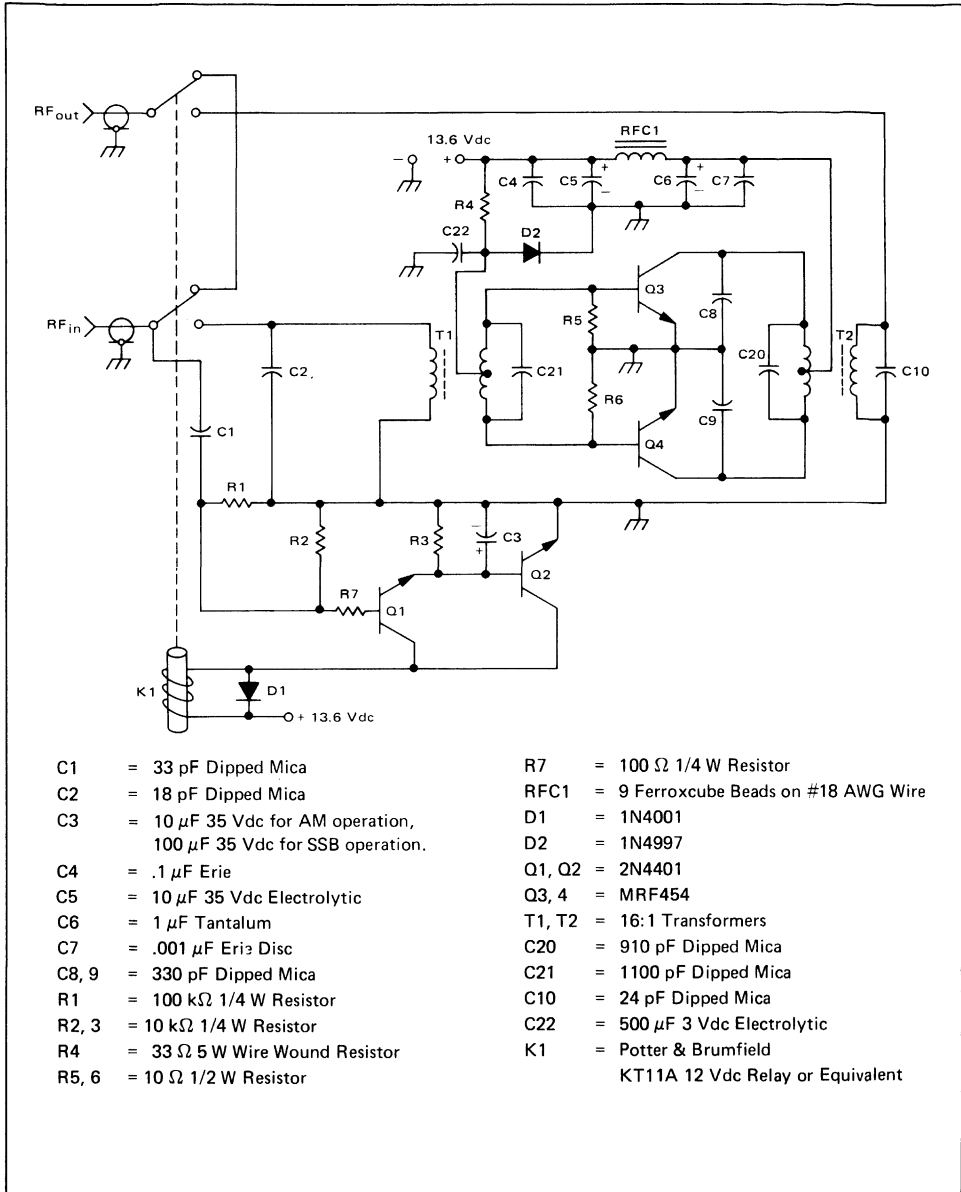 RFout
13.6 Vdc
RFC1
−
+
C4
C5
+
−
C6
+
−
C7
R4
C22
D2
Q3
C8
RFin
T1
R5
C20
T2
C2
C21
C10
R6
C9
C1
Q4
R1
R2
R3
−
+
C3
Q2
R7
Q1
K1
D1
+ 13.6 Vdc
C1 = 33 pF Dipped Mica
C2 = 18 pF Dipped Mica
C3 = 10 μF 35 Vdc for AM operation,
100 μF 35 Vdc for SSB operation.
C4 = .1 μF Erie
C5 = 10 μF 35 Vdc Electrolytic
C6 = 1 μF Tantalum
C7 = .001 μF Erie Disc
C8, 9 = 330 pF Dipped Mica
R1 = 100 kΩ 1/4 W Resistor
R2, 3 = 10 kΩ 1/4 W Resistor
R4 = 33 Ω 5 W Wire Wound Resistor
R5, 6 = 10 Ω 1/2 W Resistor
R7 = 100 Ω 1/4 W Resistor
RFC1 = 9 Ferroxcube Beads on #18 AWG Wire
D1 = 1N4001
D2 = 1N4997
Q1, Q2 = 2N4401
Q3, 4 = MRF454
T1, T2 = 16:1 Transformers
C20 = 910 pF Dipped Mica
C21 = 1100 pF Dipped Mica
C10 = 24 pF Dipped Mica
C22 = 500 μF 3 Vdc Electrolytic
K1 = Potter & Brumfield
KT11A 12 Vdc Relay or Equivalent